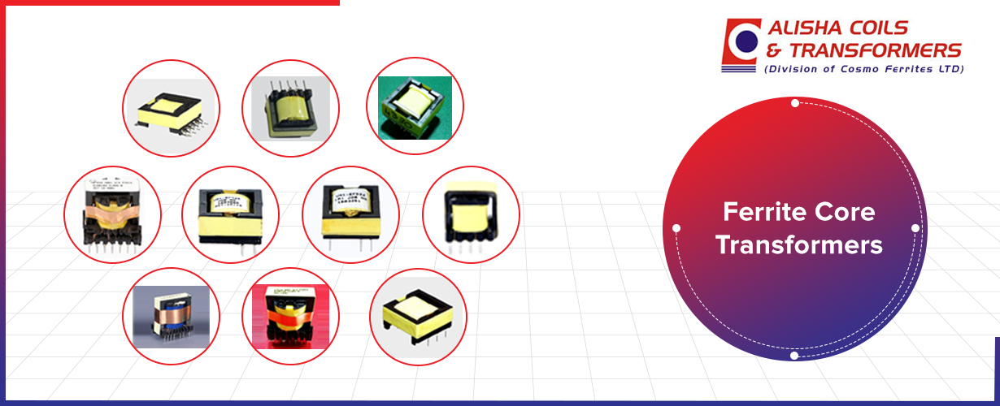 ALISHA COILS
& TRANSFORMERS
(Division of Cosmo Ferrites LTD)
Ferrite Core
Transformers